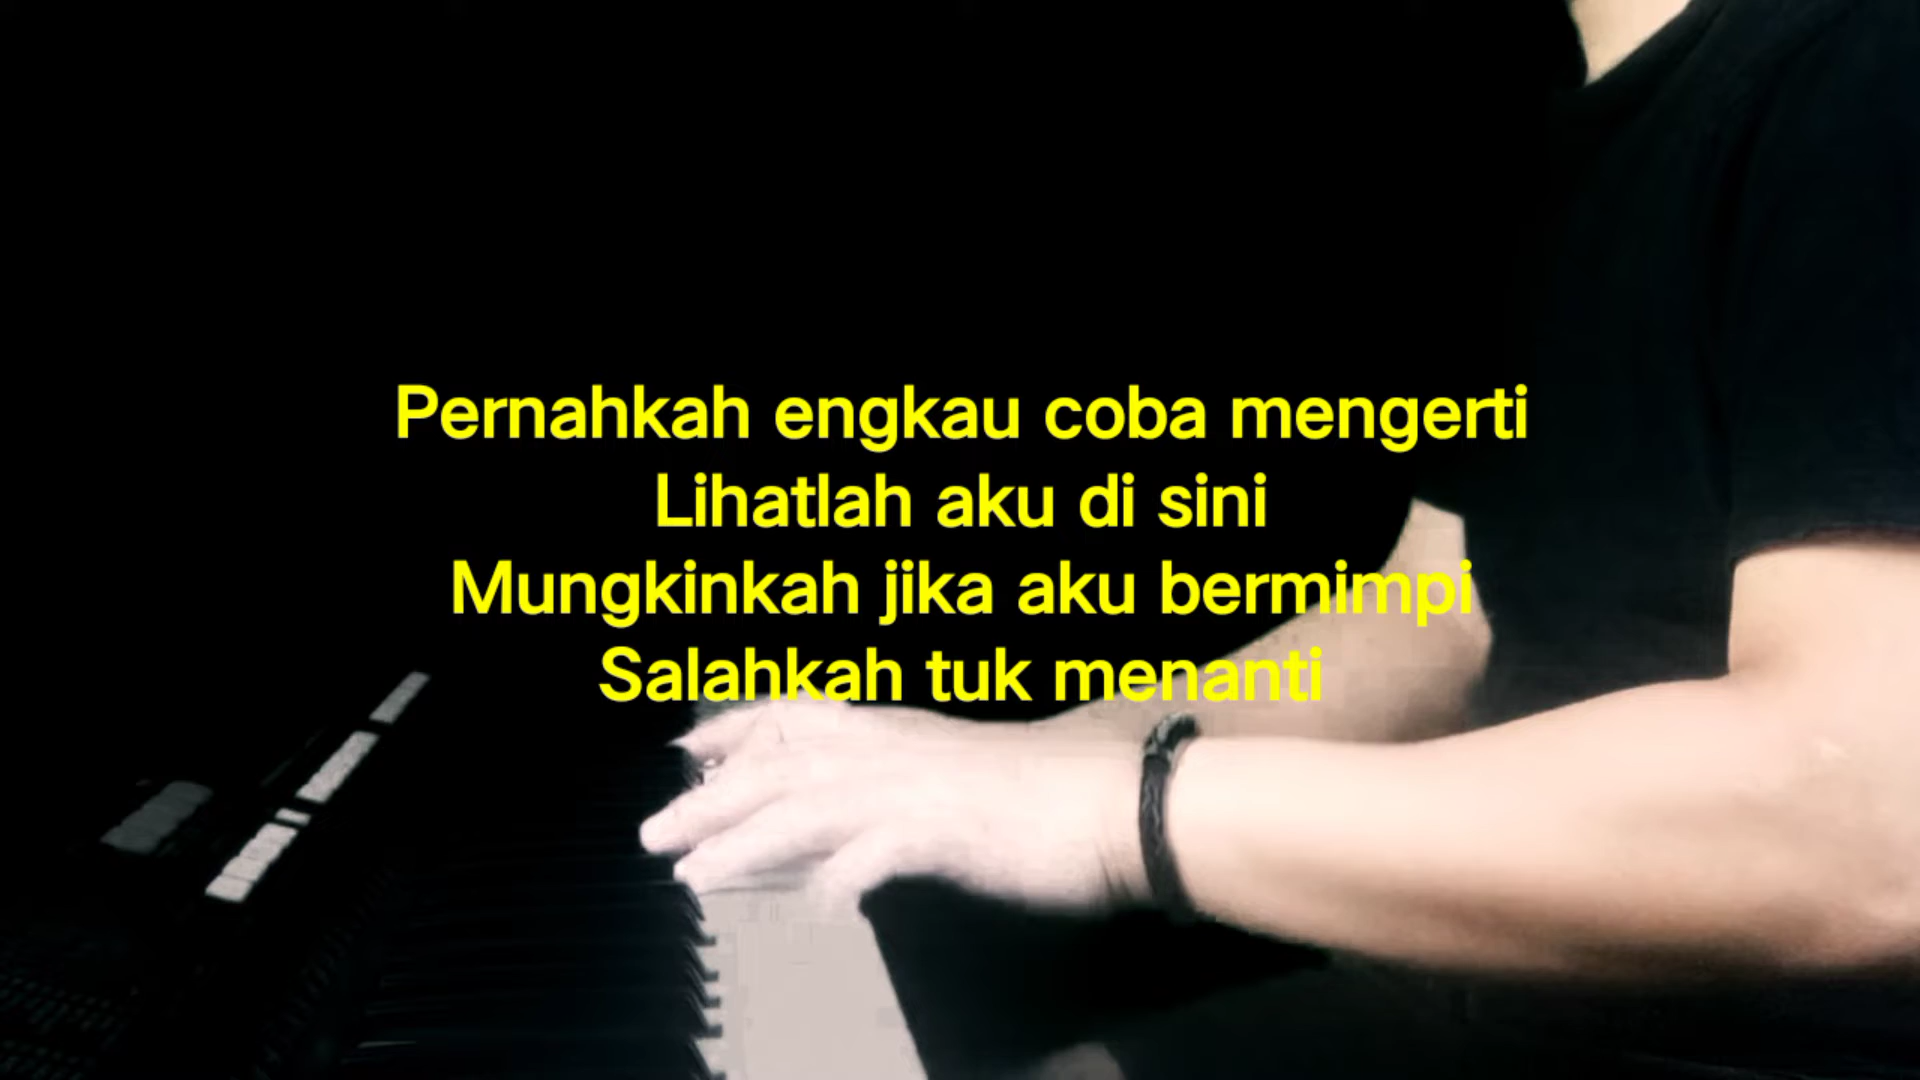 Pernahkah engkau coba mengerti
Lihatlah aku di sini
Mungkinkah jika aku bermimpi
Salahkah tuk menanti